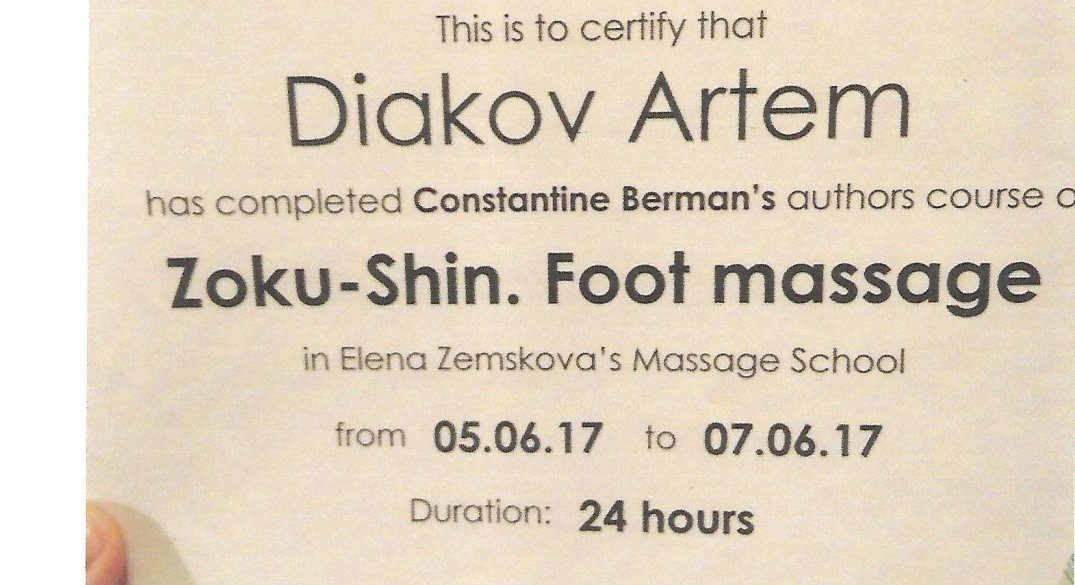 This is to certify that
Diakov Artem
has completed Constantine Berman's authors course
Zoku-Shin. Foot massage
in Elena Zemskova's Massage School
from 05.06.17 to 07.06.17
Duration: 24 hours